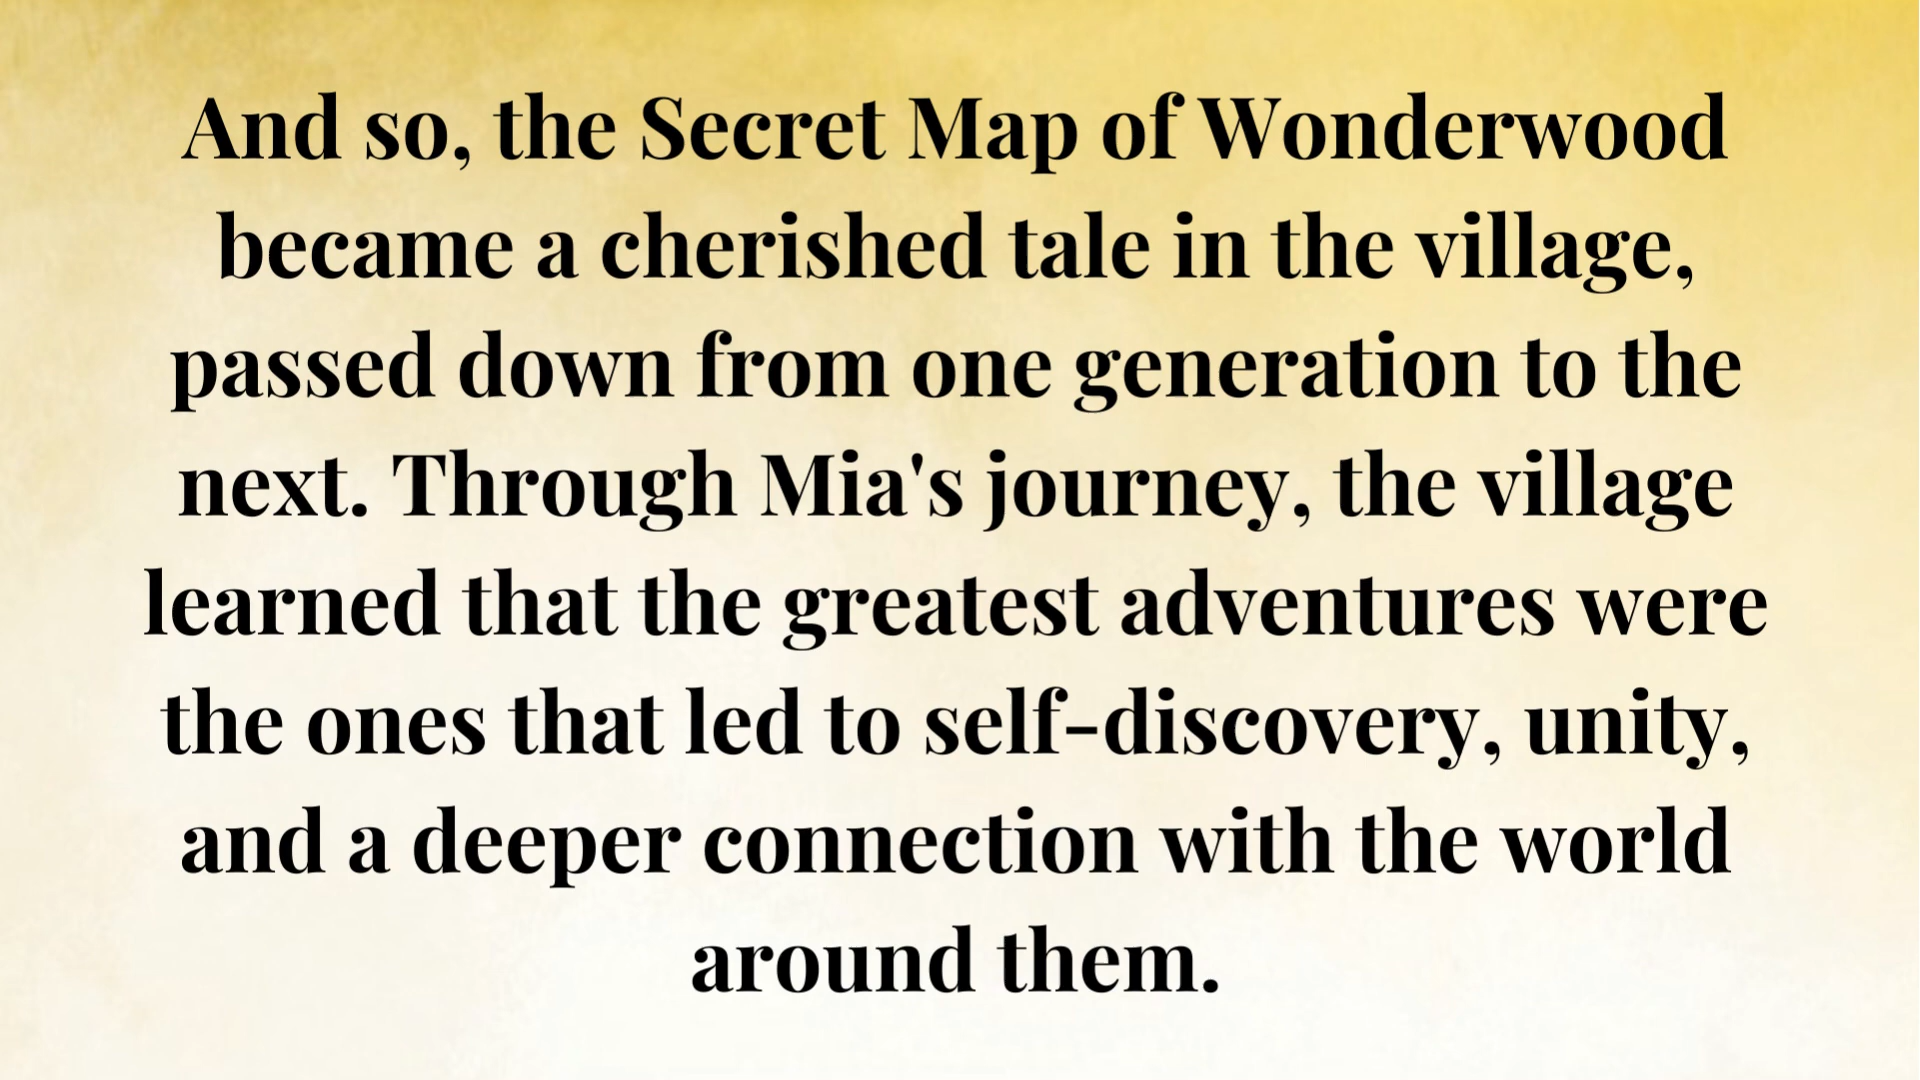 And so, the Secret Map of Wonderwood
became a cherished tale in the village,
passed down from one generation to the
next. Through Mia's journey, the village
learned that the greatest adventures were
the ones that led to self-discovery, unity,
and a deeper connection with the world
around them.